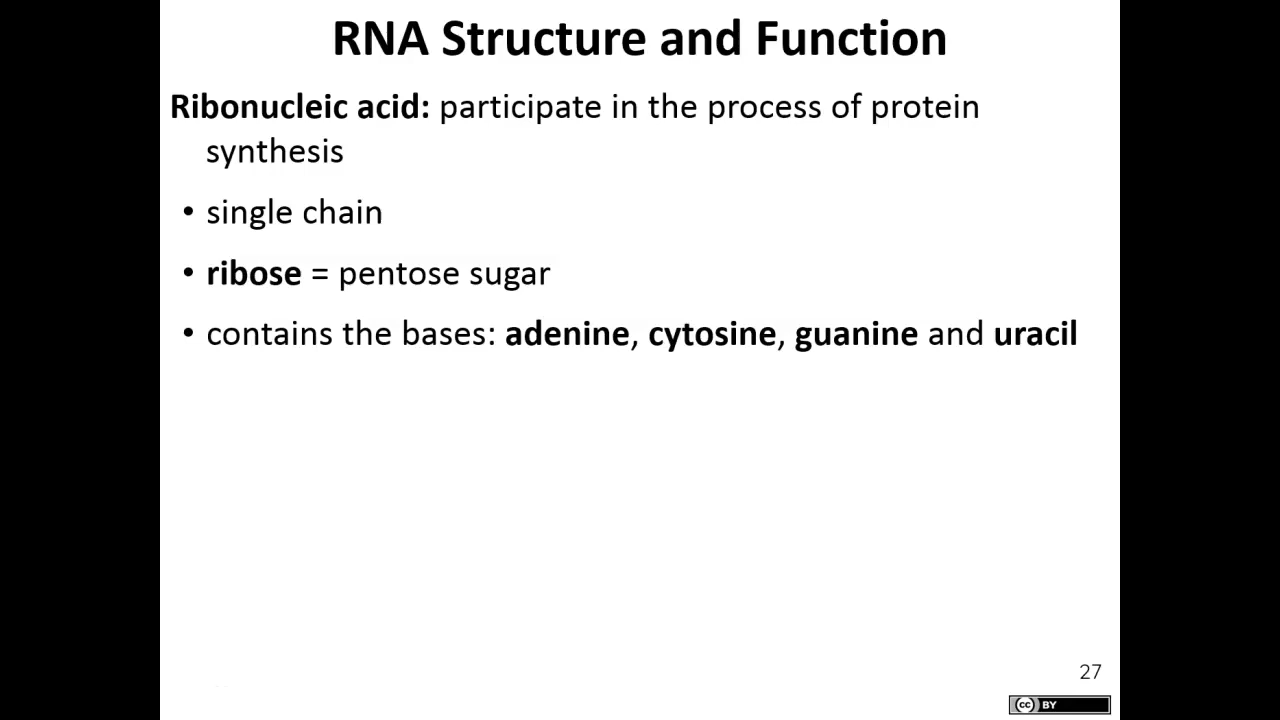 RNA Structure and Function
Ribonucleic acid: participate in the process of protein
synthesis
• single chain
• ribose = pentose sugar
• contains the bases: adenine, cytosine, guanine and uracil
27
cc BY